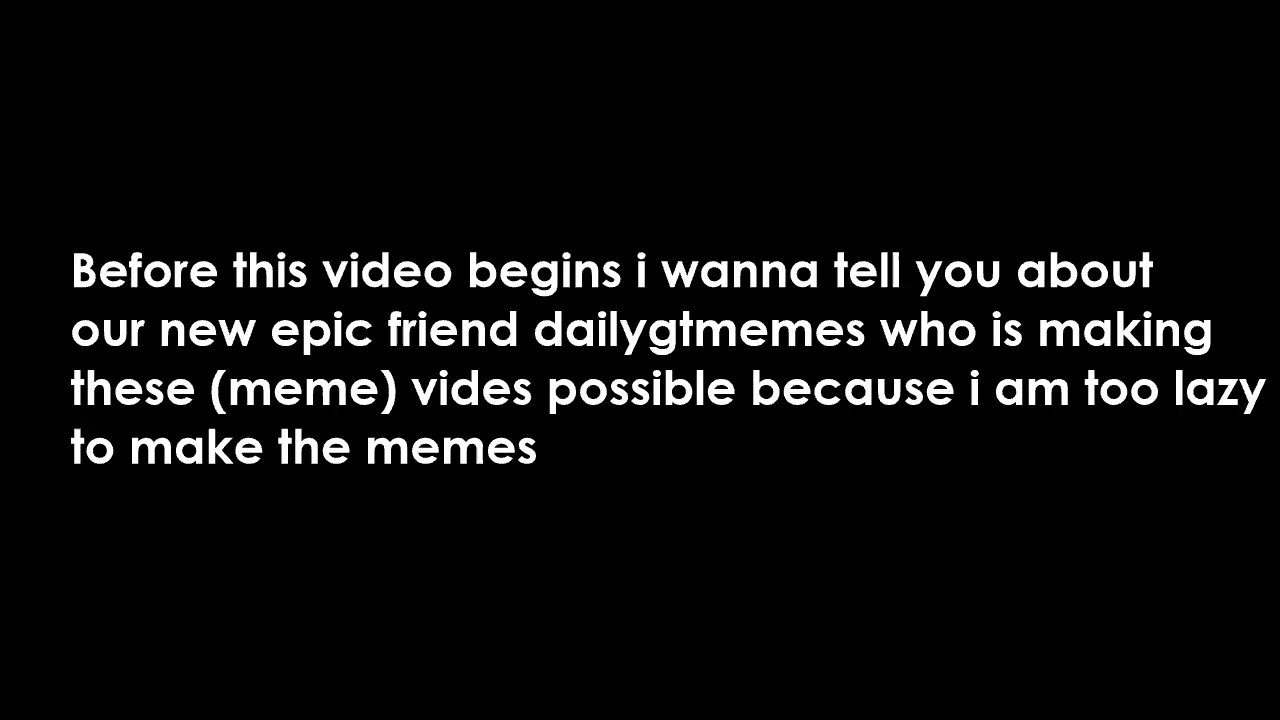 Before this video begins i wanna tell you about
our new epic friend dailygtmemes who is making
these (meme) vides possible because i am too lazy
to make the memes